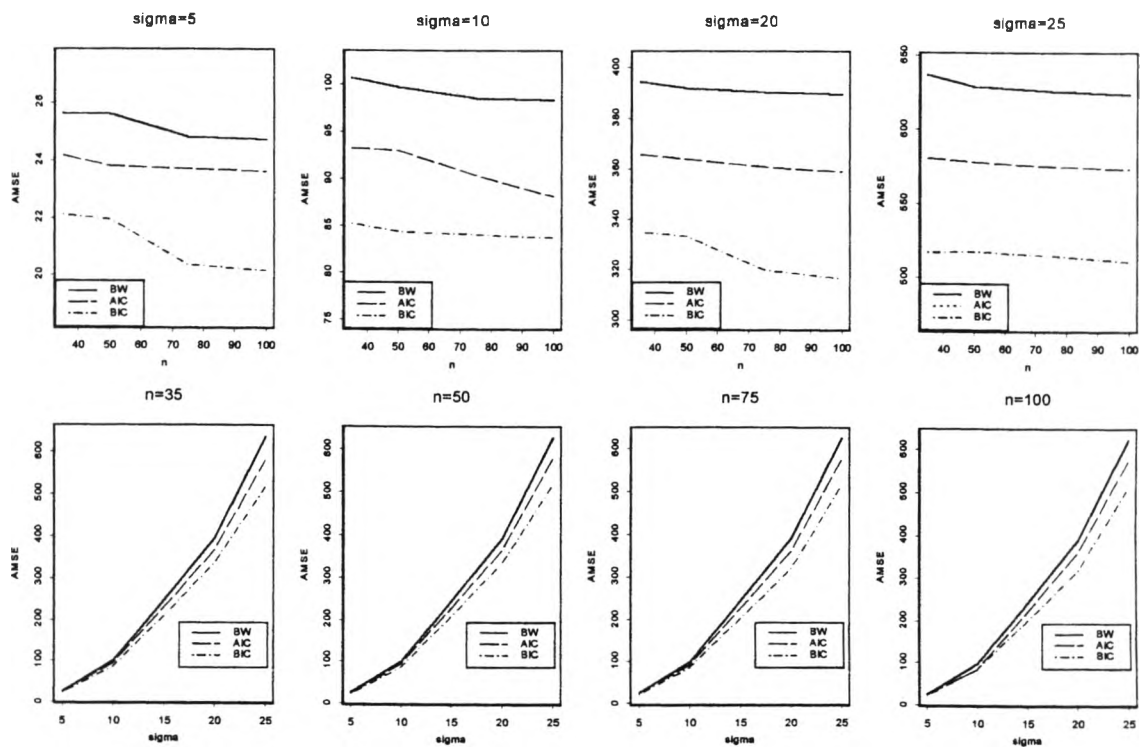 sigma=5
AMSE
26
24
22
20
BW
AIC
BIC
40 50 60 70 80 90 100
n
sigma=10
AMSE
100
95
90
85
80
75
BW
AIC
BIC
40 50 60 70 80 90 100
n
sigma=20
AMSE
400
380
360
340
320
300
BW
AIC
BIC
40 50 60 70 80 90 100
n
sigma=25
AMSE
650
600
550
500
BW
AIC
BIC
40 50 60 70 80 90 100
n
n=35
AMSE
600
500
400
300
200
100
0
BW
AIC
BIC
5 10 15 20 25
sigma
n=50
AMSE
600
500
400
300
200
100
0
BW
AIC
BIC
5 10 15 20 25
sigma
n=75
AMSE
600
500
400
300
200
100
0
BW
AIC
BIC
5 10 15 20 25
sigma
n=100
AMSE
600
500
400
300
200
100
0
BW
AIC
BIC
5 10 15 20 25
sigma